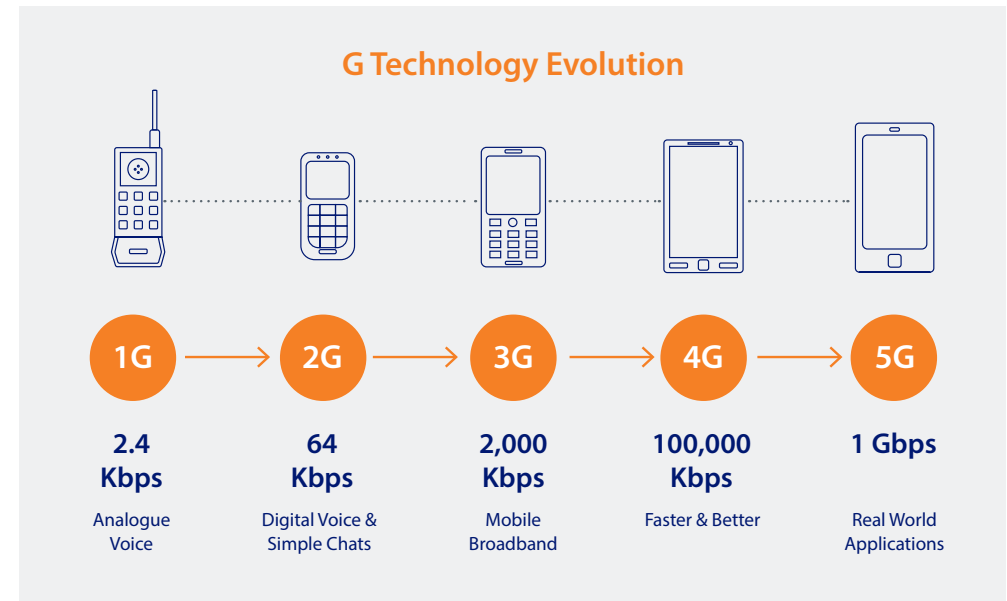 G Technology Evolution
1G
2G
3G
4G
5G
2.4
Kbps
64
Kbps
2,000
Kbps
100,000
Kbps
1 Gbps
Analogue
Voice
Digital Voice &
Simple Chats
Mobile
Broadband
Faster & Better
Real World
Applications